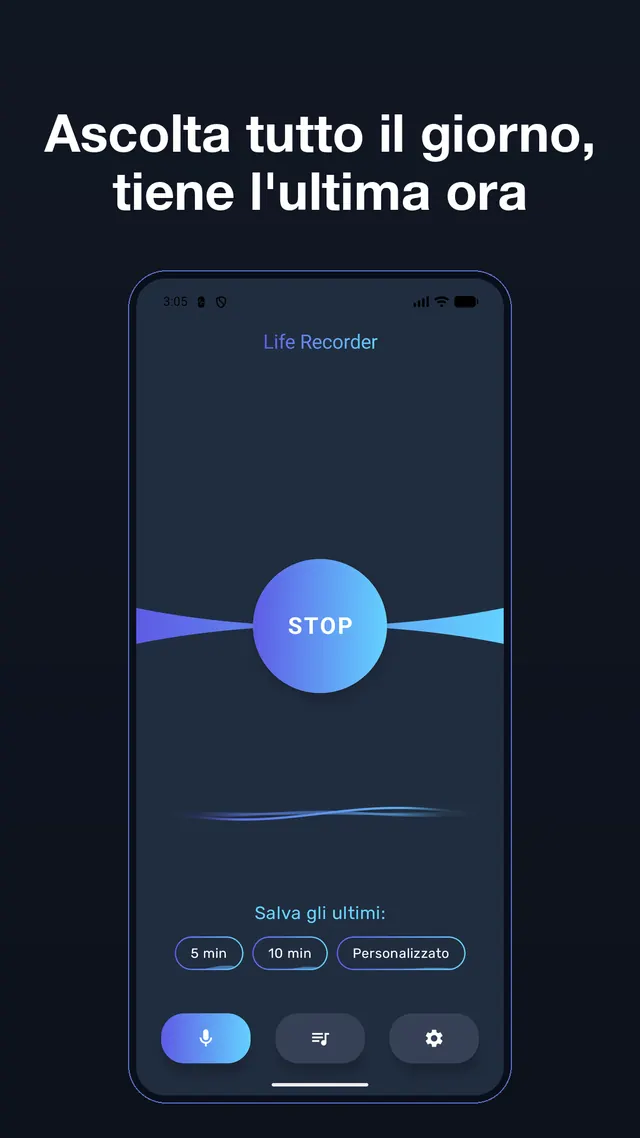 Ascolta tutto il giorno,
tiene l'ultima ora
3:05
Life Recorder
STOP
Salva gli ultimi:
5 min
10 min
Personalizzato